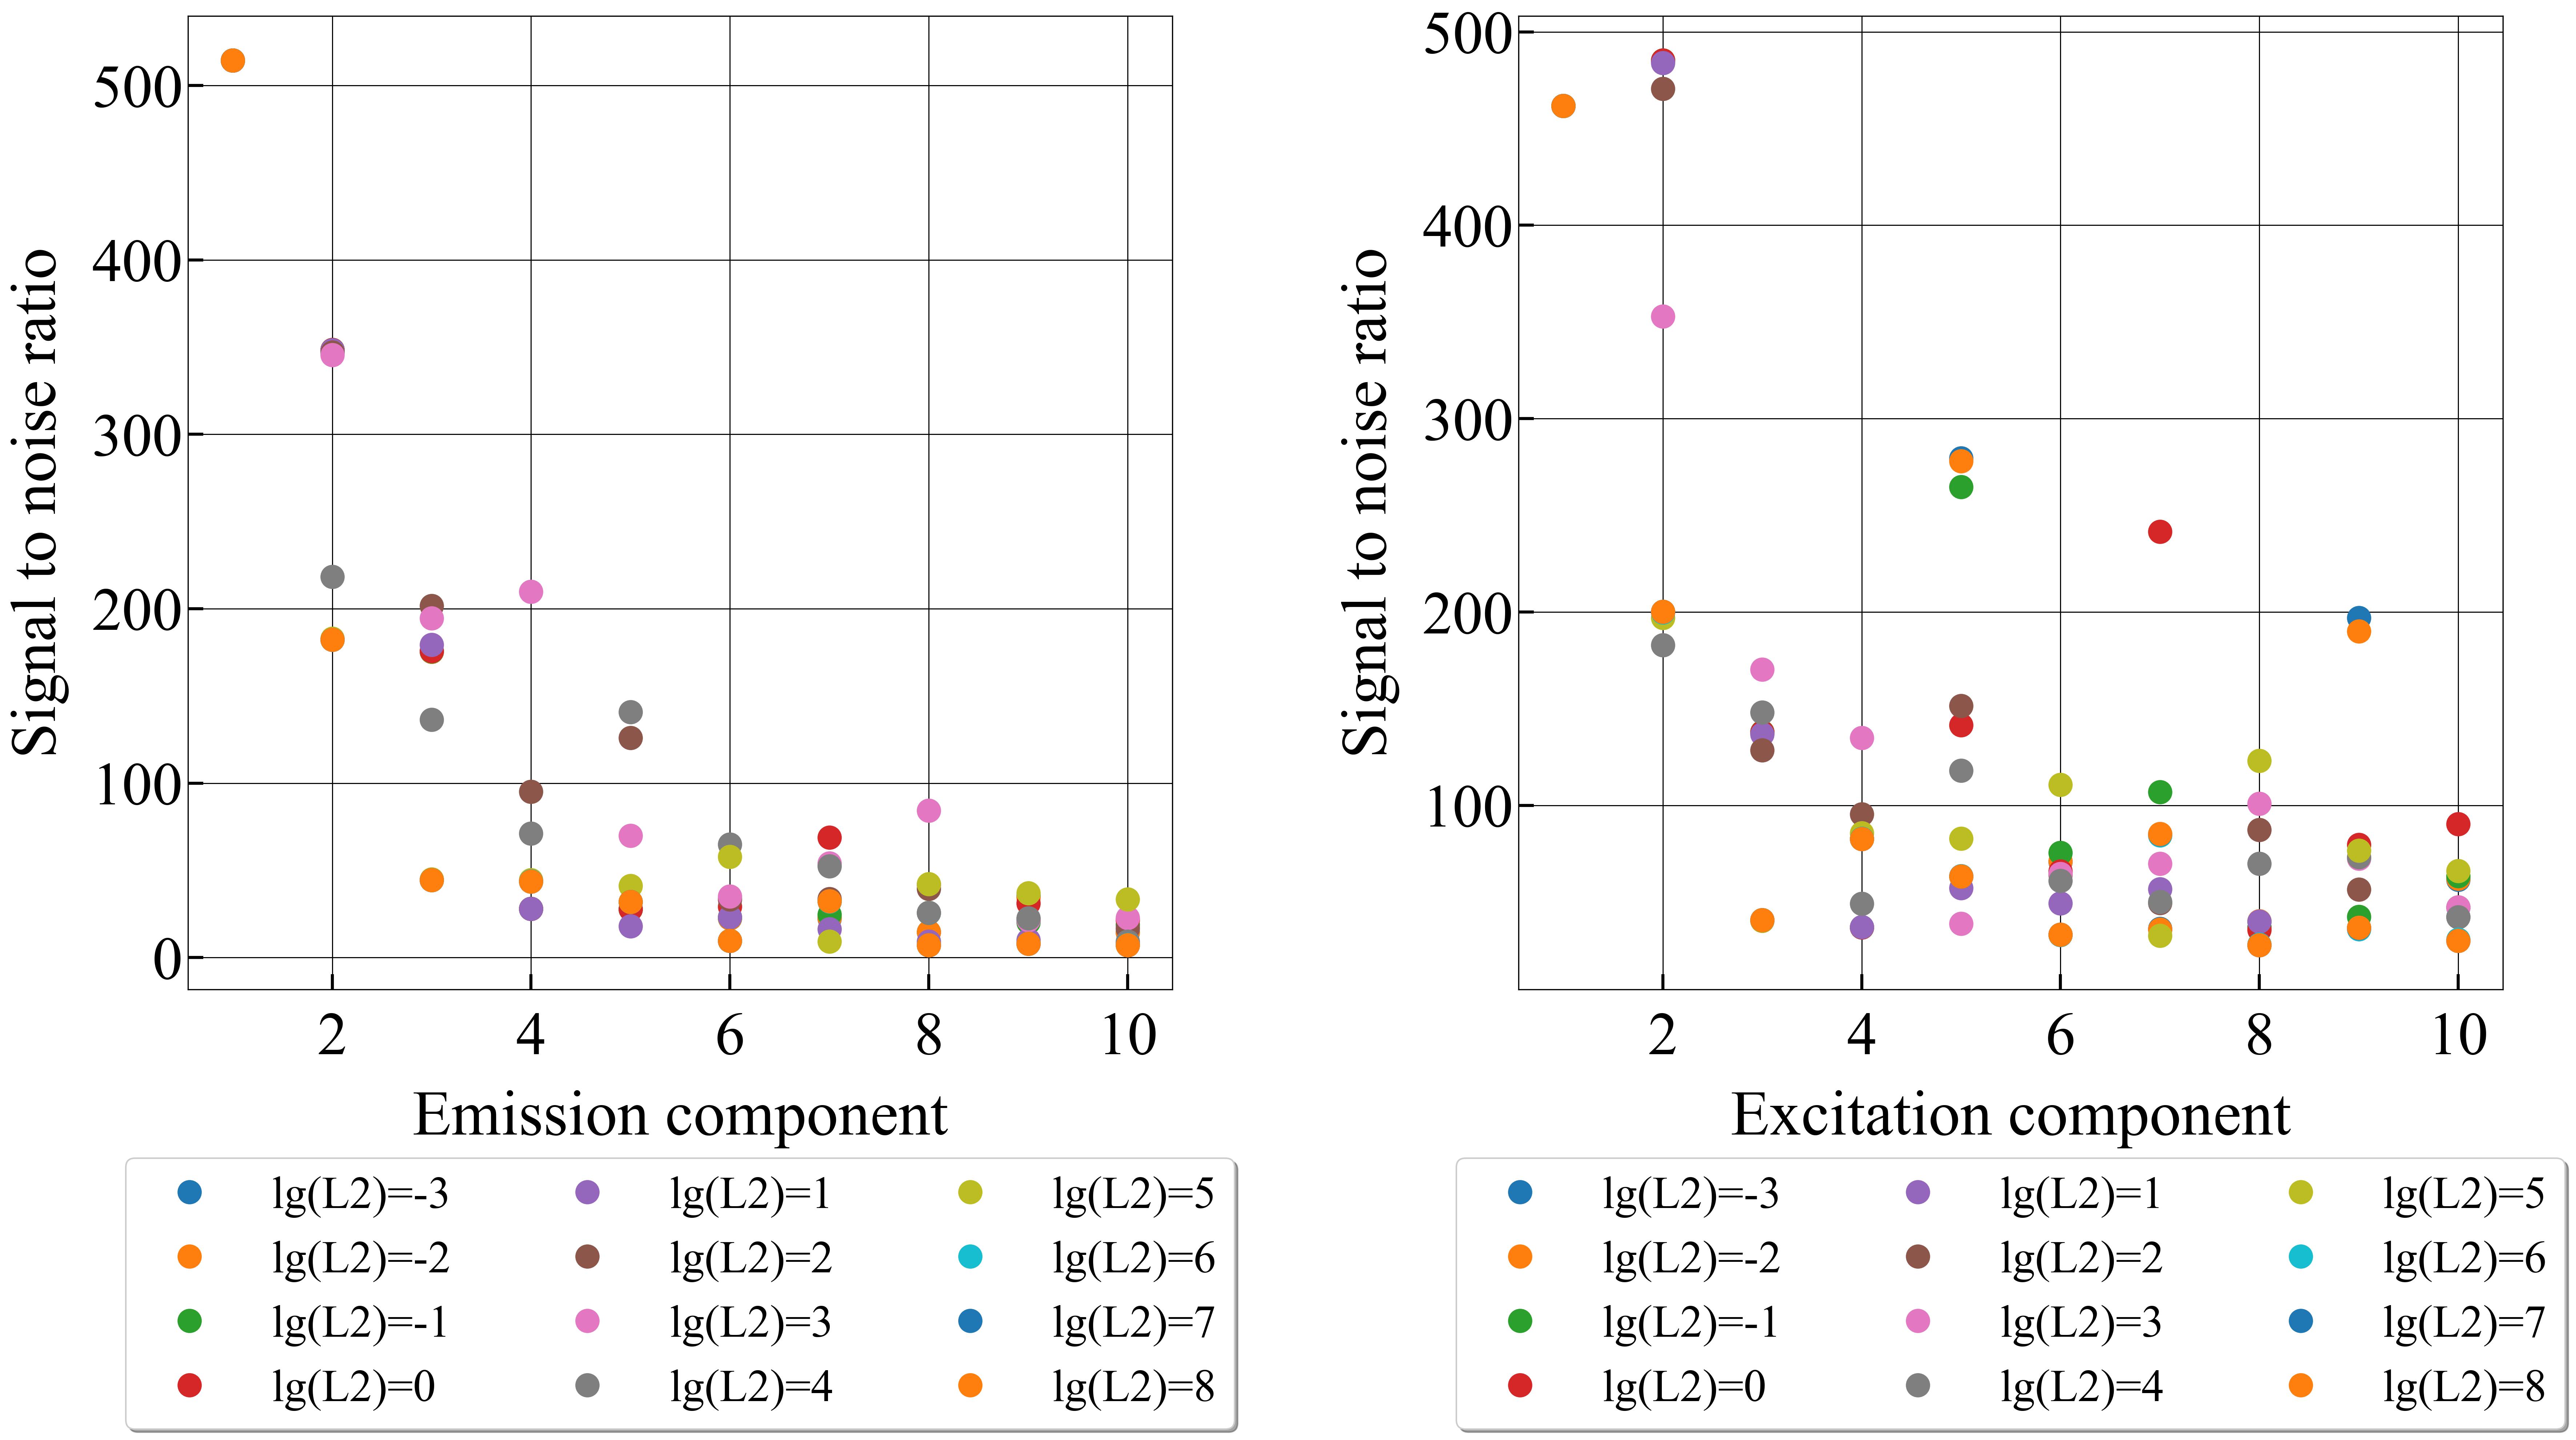 Signal to noise ratio
500
400
300
200
100
0
2 4 6 8 10
Emission component
lg(L2)=-3 lg(L2)=1 lg(L2)=5
lg(L2)=-2 lg(L2)=2 lg(L2)=6
lg(L2)=-1 lg(L2)=3 lg(L2)=7
lg(L2)=0 lg(L2)=4 lg(L2)=8
Signal to noise ratio
500
400
300
200
100
2 4 6 8 10
Excitation component
lg(L2)=-3 lg(L2)=1 lg(L2)=5
lg(L2)=-2 lg(L2)=2 lg(L2)=6
lg(L2)=-1 lg(L2)=3 lg(L2)=7
lg(L2)=0 lg(L2)=4 lg(L2)=8